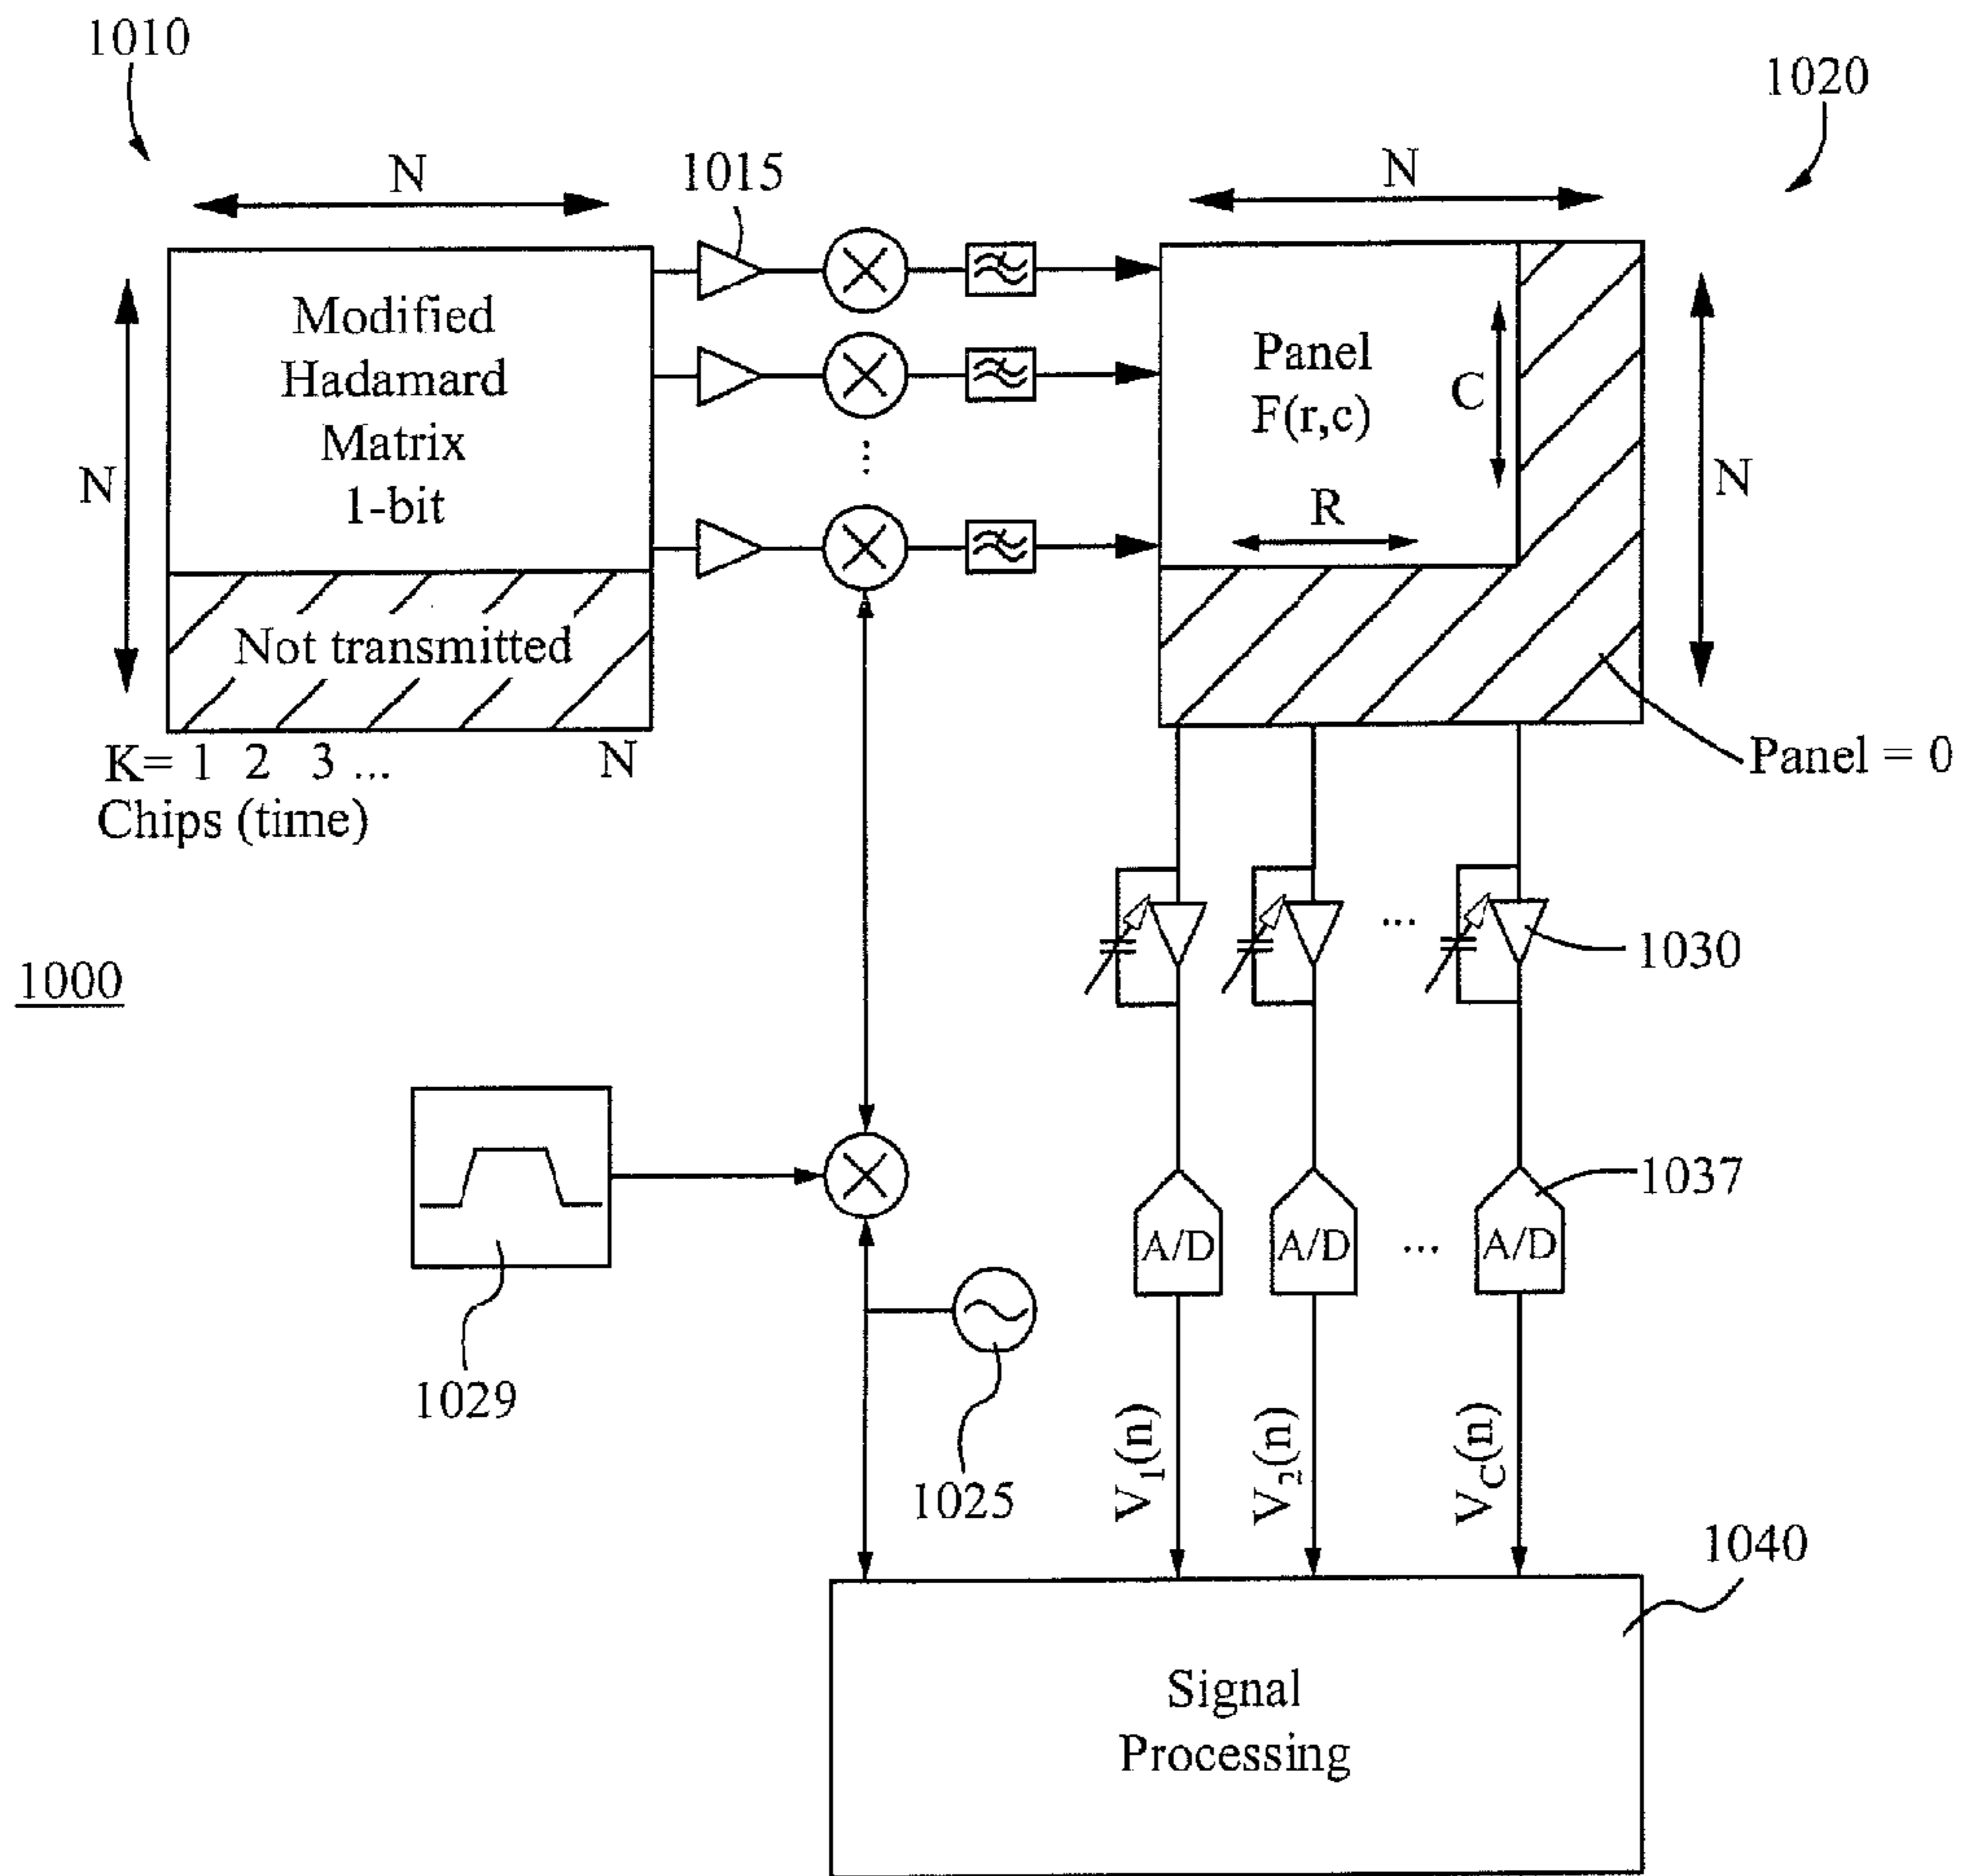 1010
1020
N
1015
N
Modified
Hadamard
Matrix
1-bit
N
Panel
F(r,c)
C
R
N
Not transmitted
K= 1 2 3 ... N
Chips (time)
Panel = 0
...
...
1030
1000
1037
A/D
A/D
...
A/D
1029
1025
V1(n)
V2(n)
VC(n)
1040
Signal
Processing